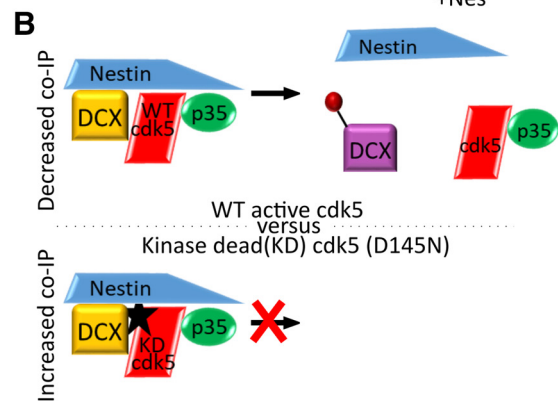 +Nes
B
Decreased co-IP
Nestin
DCX
WT
cdk5
p35
Nestin
DCX
cdk5
p35
WT active cdk5
versus
Kinase dead(KD) cdk5 (D145N)
Increased co-IP
Nestin
DCX
KD
cdk5
p35